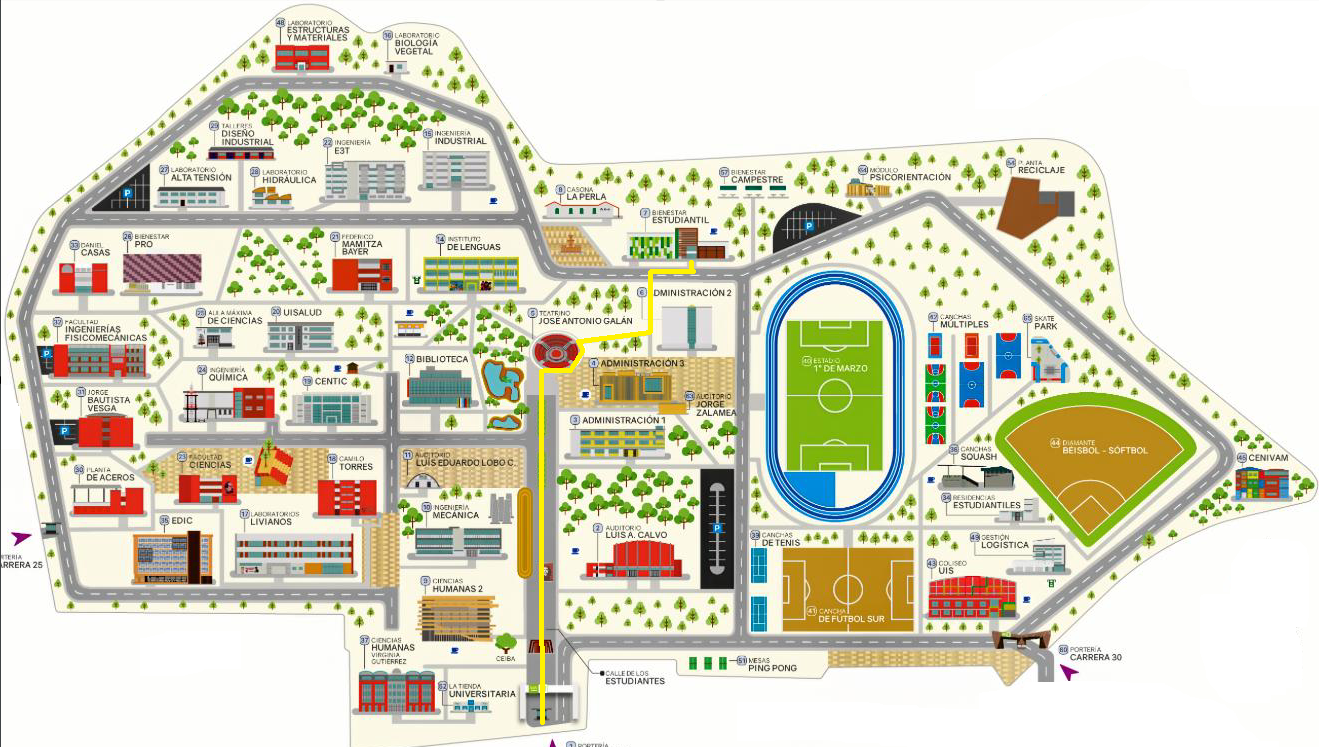 48 LABORATORIO
ESTRUCTURAS
Y MATERIALES
16 LABORATORIO
BIOLOGÍA
VEGETAL
29 TALLERES
DISEÑO
INDUSTRIAL
22 INGENIERÍA
E3T
15 INGENIERÍA
INDUSTRIAL
27 LABORATORIO
ALTA TENSIÓN
28 LABORATORIO
HIDRÁULICA
P
8 CASONA
LA PERLA
57 BIENESTAR
CAMPESTRE
64 MÓDULO
PSICORIENTACIÓN
54 PLANTA
RECICLAJE
7 BIENESTAR
ESTUDIANTIL
P
33 DANIEL
CASAS
26 BIENESTAR
PRO
21 FEDERICO
MAMITZA
BAYER
14 INSTITUTO
DE LENGUAS
6
DMINISTRACIÓN 2
5 TEATRINO
JOSÉ ANTONIO GALÁN
FACULTAD
INGENIERÍAS
FISICOMECÁNICAS
P
25 AULA MÁXIMA
DE CIENCIAS
20 UISALUD
12 BIBLIOTECA
4 ADMINISTRACIÓN 3
63 AUDITORIO
JORGE
ZALAMEA
40 ESTADIO
1° DE MARZO
42 CANCHAS
MÚLTIPLES
65 SKATE
PARK
24 INGENIERÍA
QUÍMICA
19 CENTIC
31 JORGE
BAUTISTA
VESGA
P
3 ADMINISTRACIÓN 1
44 DIAMANTE
BÉISBOL - SÓFTBOL
45 CENIVAM
30 PLANTA
DE ACEROS
23 FACULTAD
CIENCIAS
18 CAMILO
TORRES
11 AUDITORIO
LUIS EDUARDO LOBO C.
36 CANCHAS
SQUASH
34 RESIDENCIAS
ESTUDIANTILES
35 EDIC
17 LABORATORIOS
LIVIANOS
10 INGENIERÍA
MECÁNICA
2 AUDITORIO
LUIS A. CALVO
P
39 CANCHAS
DE TENIS
49 GESTIÓN
LOGÍSTICA
43 COLISEO
UIS
RTERÍA
ARRERA 25
9 CIENCIAS
HUMANAS 2
41 CANCHA
DE FUTBOL SUR
37 CIENCIAS
HUMANAS
VIRGINIA
GUTIÉRREZ
CEIBA
51 MESAS
PING PONG
60 PORTERÍA
CARRERA 30
CALLE DE LOS
ESTUDIANTES
52 LA TIENDA
UNIVERSITARIA
1 PORTERÍA